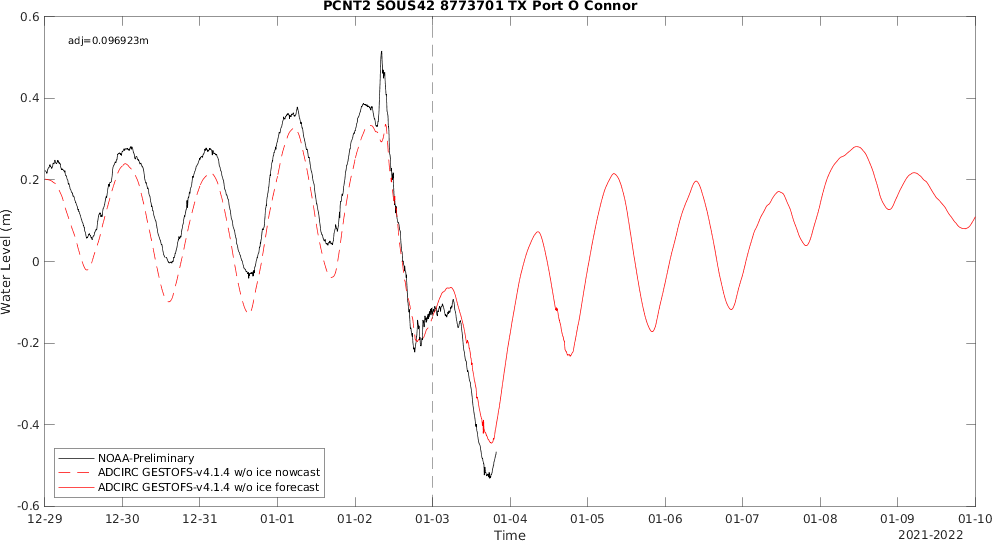 PCNT2 SOUS42 8773701 TX Port O Connor
adj=0.096923m
0.6
0.4
0.2
0
-0.2
-0.4
-0.6
Water Level (m)
NOAA-Preliminary
ADCIRC GESTOFS-v4.1.4 w/o ice nowcast
ADCIRC GESTOFS-v4.1.4 w/o ice forecast
12-29 12-30 12-31 01-01 01-02 01-03 01-04 01-05 01-06 01-07 01-08 01-09 01-10
Time
2021-2022